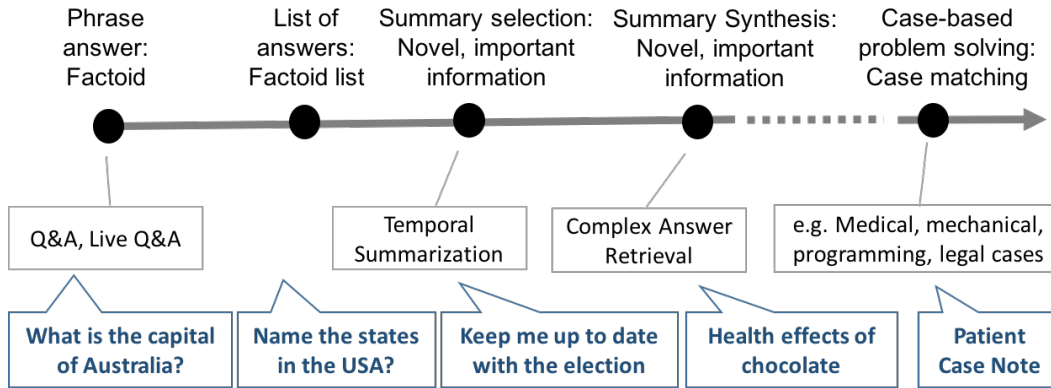 Phrase
answer:
Factoid
List of
answers:
Factoid list
Summary selection:
Novel, important
information
Summary Synthesis:
Novel, important
information
Case-based
problem solving:
Case matching
Q&A, Live Q&A
Temporal
Summarization
Complex Answer
Retrieval
e.g. Medical, mechanical,
programming, legal cases
What is the capital
of Australia?
Name the states
in the USA?
Keep me up to date
with the election
Health effects of
chocolate
Patient
Case Note